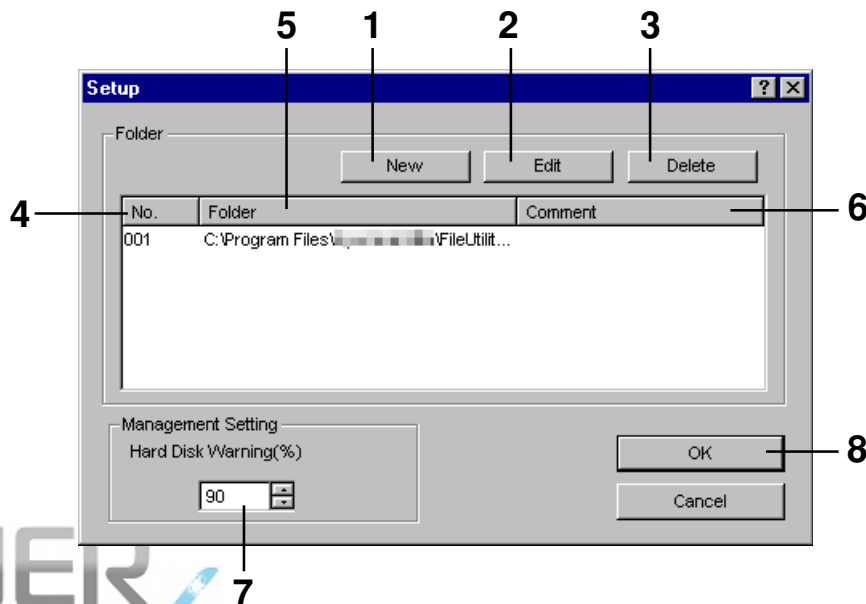 5 1 2 3
Setup
Folder
New Edit Delete
4 No. Folder Comment 6
001 C:\Program Files\ \FileUtilit...
Management Setting
Hard Disk Warning(%)
OK 8
90
Cancel
7